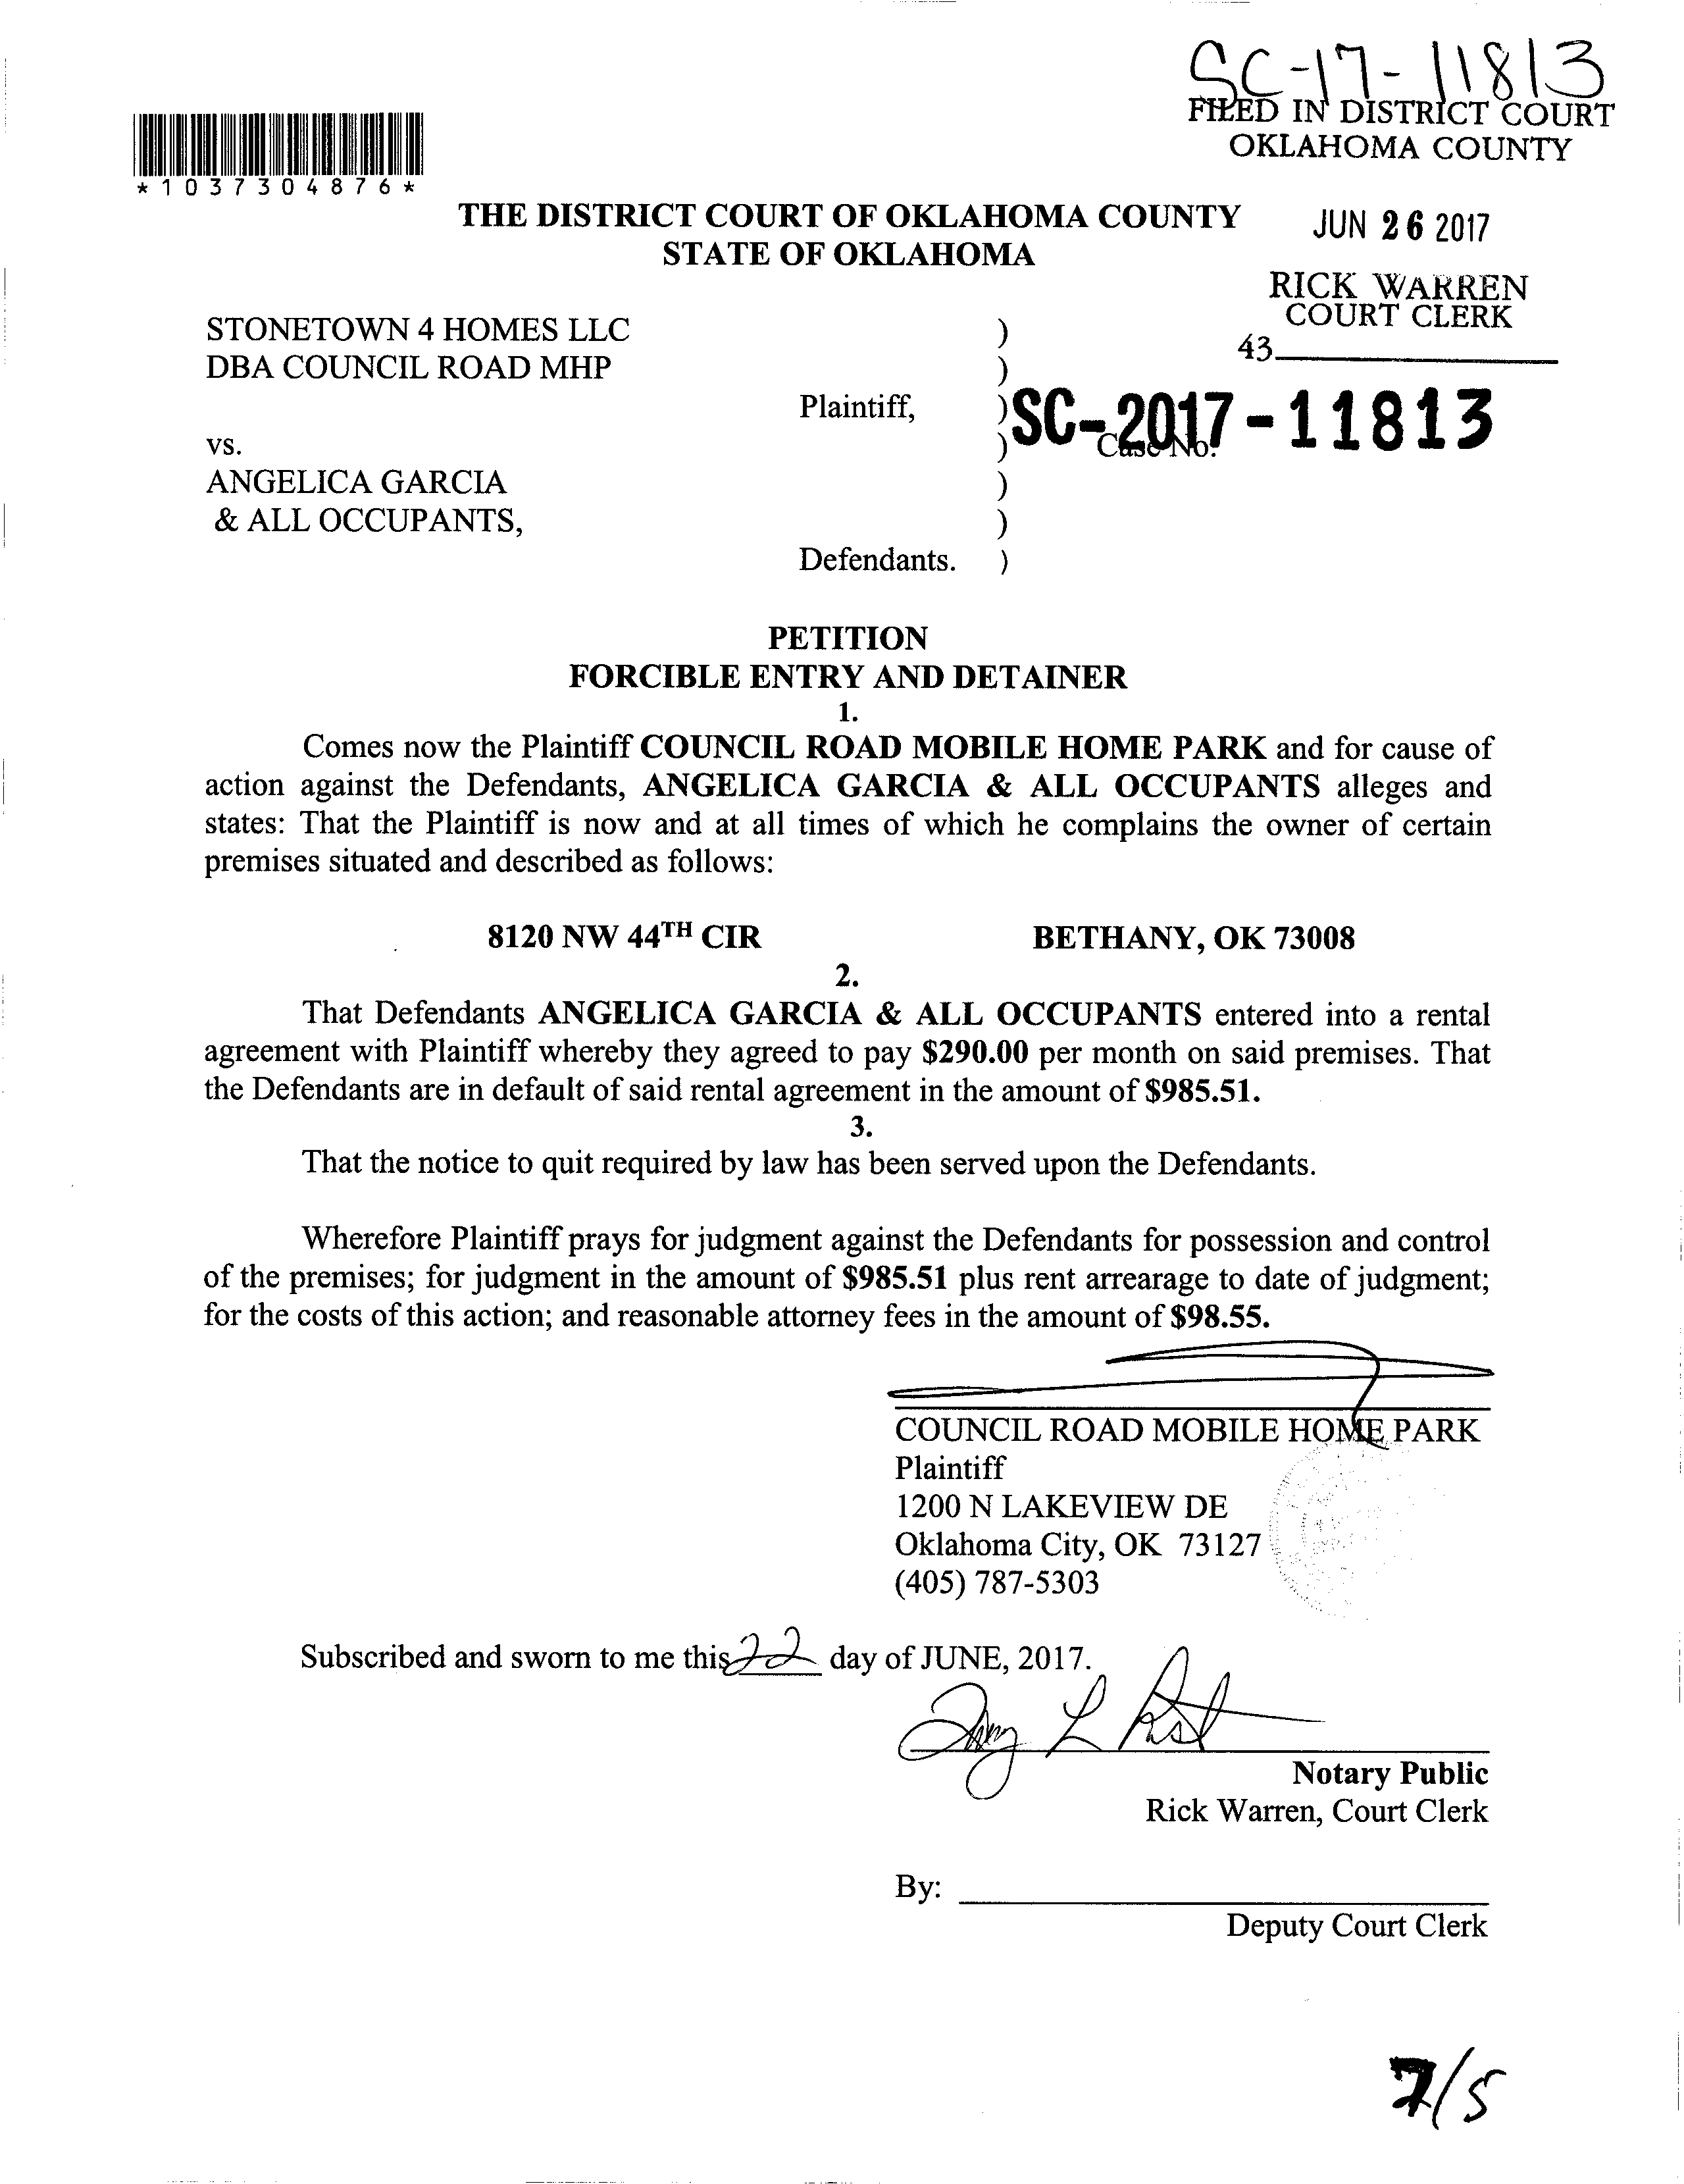 SC-17-11813
FILED IN DISTRICT COURT
OKLAHOMA COUNTY
*1037304876*
THE DISTRICT COURT OF OKLAHOMA COUNTY
STATE OF OKLAHOMA
JUN 26 2017
RICK WARREN
COURT CLERK
43
STONETOWN 4 HOMES LLC )
DBA COUNCIL ROAD MHP )
Plaintiff, )
SC-2017-11813
vs. ) Case No.
ANGELICA GARCIA )
& ALL OCCUPANTS, )
Defendants. )
PETITION
FORCIBLE ENTRY AND DETAINER
1.
Comes now the Plaintiff COUNCIL ROAD MOBILE HOME PARK and for cause of
action against the Defendants, ANGELICA GARCIA & ALL OCCUPANTS alleges and
states: That the Plaintiff is now and at all times of which he complains the owner of certain
premises situated and described as follows:
8120 NW 44TH CIR BETHANY, OK 73008
2.
That Defendants ANGELICA GARCIA & ALL OCCUPANTS entered into a rental
agreement with Plaintiff whereby they agreed to pay $290.00 per month on said premises. That
the Defendants are in default of said rental agreement in the amount of $985.51.
3.
That the notice to quit required by law has been served upon the Defendants.
Wherefore Plaintiff prays for judgment against the Defendants for possession and control
of the premises; for judgment in the amount of $985.51 plus rent arrearage to date of judgment;
for the costs of this action; and reasonable attorney fees in the amount of $98.55.
COUNCIL ROAD MOBILE HOME PARK
Plaintiff
1200 N LAKEVIEW DE
Oklahoma City, OK 73127
(405) 787-5303
Subscribed and sworn to me this 22 day of JUNE, 2017.
Notary Public
Rick Warren, Court Clerk
By:
Deputy Court Clerk
7/5